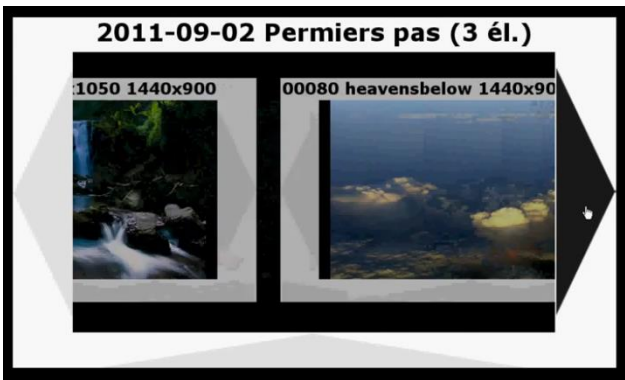 2011-09-02 Permiers pas (3 él.)
:1050 1440x900
00080 heavensbelow 1440x90